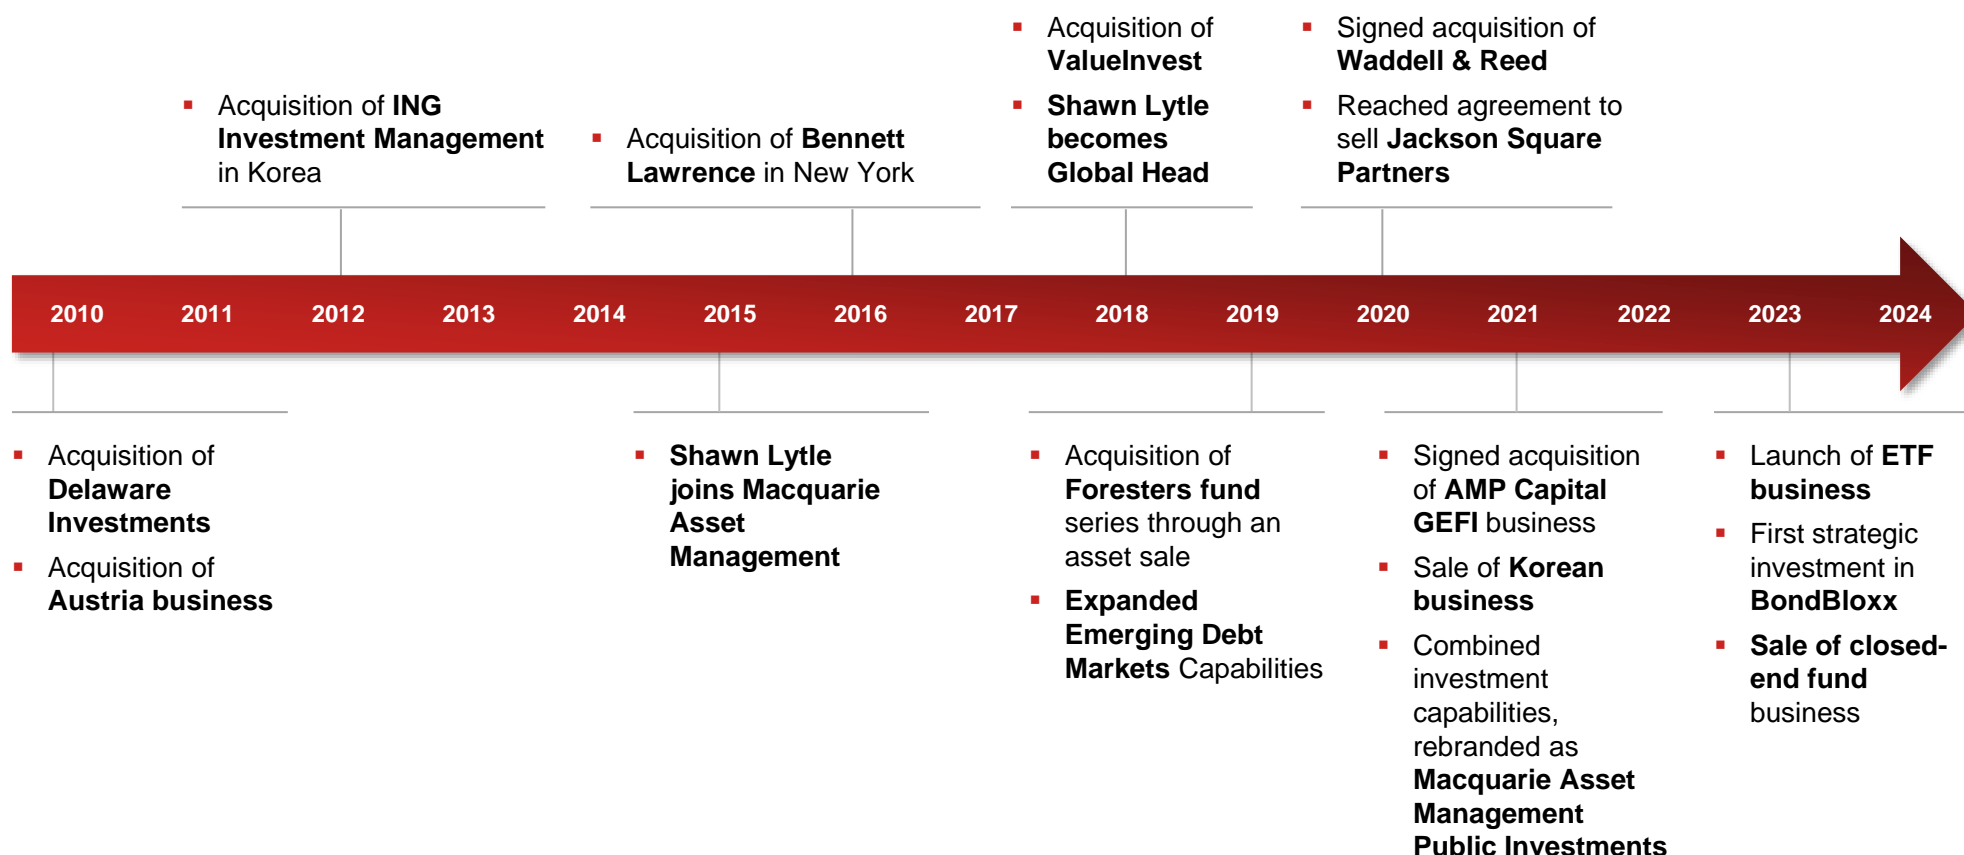 ▪ Acquisition of ING
Investment Management
in Korea
▪ Acquisition of Bennett
Lawrence in New York
▪ Acquisition of
ValueInvest
▪ Shawn Lytle
becomes
Global Head
▪ Signed acquisition of
Waddell & Reed
▪ Reached agreement to
sell Jackson Square
Partners
2010 2011 2012 2013 2014 2015 2016 2017 2018 2019 2020 2021 2022 2023 2024
▪ Acquisition of
Delaware
Investments
▪ Acquisition of
Austria business
▪ Shawn Lytle
joins Macquarie
Asset
Management
▪ Acquisition of
Foresters fund
series through an
asset sale
▪ Expanded
Emerging Debt
Markets Capabilities
▪ Signed acquisition
of AMP Capital
GEFI business
▪ Sale of Korean
business
▪ Combined
investment
capabilities,
rebranded as
Macquarie Asset
Management
Public Investments
▪ Launch of ETF
business
▪ First strategic
investment in
BondBloxx
▪ Sale of closed-
end fund
business